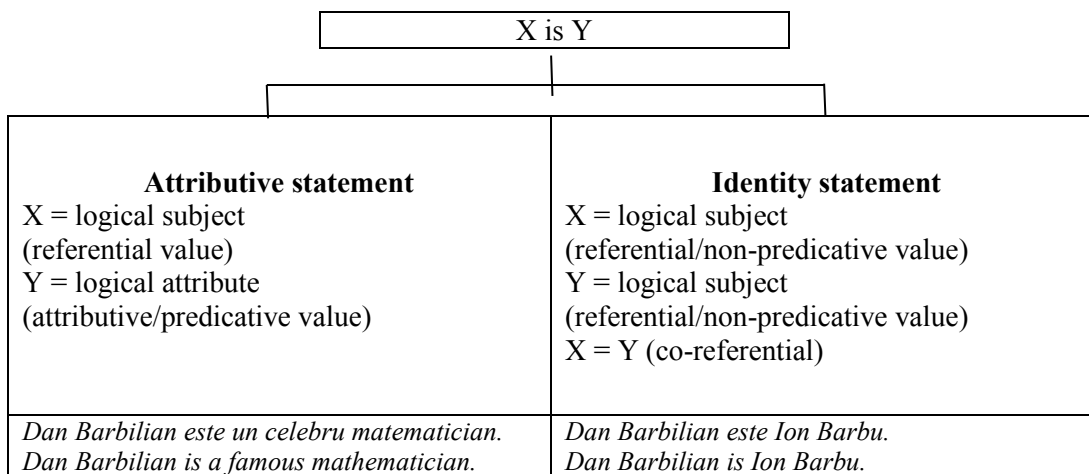 X is Y
Attributive statement
X = logical subject
(referential value)
Y = logical attribute
(attributive/predicative value)
Identity statement
X = logical subject
(referential/non-predicative value)
Y = logical subject
(referential/non-predicative value)
X = Y (co-referential)
Dan Barbilian este un celebru matematician.
Dan Barbilian is a famous mathematician.
Dan Barbilian este Ion Barbu.
Dan Barbilian is Ion Barbu.